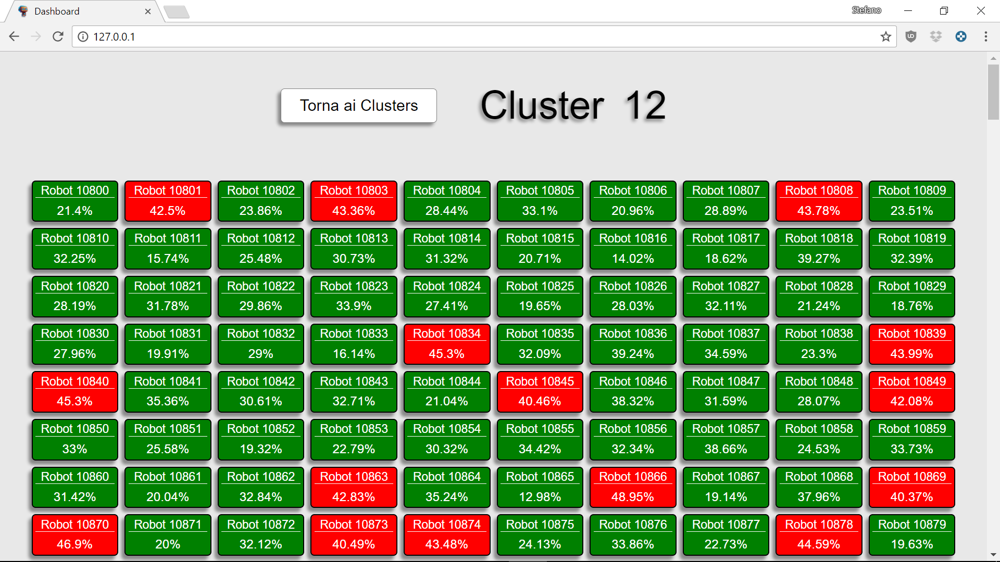 Dashboard
Stefano
127.0.0.1
Torna ai Clusters Cluster 12
Robot 10800 Robot 10801 Robot 10802 Robot 10803 Robot 10804 Robot 10805 Robot 10806 Robot 10807 Robot 10808 Robot 10809
21.4% 42.5% 23.86% 43.36% 28.44% 33.1% 20.96% 28.89% 43.78% 23.51%
Robot 10810 Robot 10811 Robot 10812 Robot 10813 Robot 10814 Robot 10815 Robot 10816 Robot 10817 Robot 10818 Robot 10819
32.25% 15.74% 25.48% 30.73% 31.32% 20.71% 14.02% 18.62% 39.27% 32.39%
Robot 10820 Robot 10821 Robot 10822 Robot 10823 Robot 10824 Robot 10825 Robot 10826 Robot 10827 Robot 10828 Robot 10829
28.19% 31.78% 29.86% 33.9% 27.41% 19.65% 28.03% 32.11% 21.24% 18.76%
Robot 10830 Robot 10831 Robot 10832 Robot 10833 Robot 10834 Robot 10835 Robot 10836 Robot 10837 Robot 10838 Robot 10839
27.96% 19.91% 29% 16.14% 45.3% 32.09% 39.24% 34.59% 23.3% 43.99%
Robot 10840 Robot 10841 Robot 10842 Robot 10843 Robot 10844 Robot 10845 Robot 10846 Robot 10847 Robot 10848 Robot 10849
45.3% 35.36% 30.61% 32.71% 21.04% 40.46% 38.32% 31.59% 28.07% 42.08%
Robot 10850 Robot 10851 Robot 10852 Robot 10853 Robot 10854 Robot 10855 Robot 10856 Robot 10857 Robot 10858 Robot 10859
33% 25.58% 19.32% 22.79% 30.32% 34.42% 32.34% 38.66% 24.53% 33.73%
Robot 10860 Robot 10861 Robot 10862 Robot 10863 Robot 10864 Robot 10865 Robot 10866 Robot 10867 Robot 10868 Robot 10869
31.42% 20.04% 32.84% 42.83% 35.24% 12.98% 48.95% 19.14% 37.96% 40.37%
Robot 10870 Robot 10871 Robot 10872 Robot 10873 Robot 10874 Robot 10875 Robot 10876 Robot 10877 Robot 10878 Robot 10879
46.9% 20% 32.12% 40.49% 43.48% 24.13% 33.86% 22.73% 44.59% 19.63%